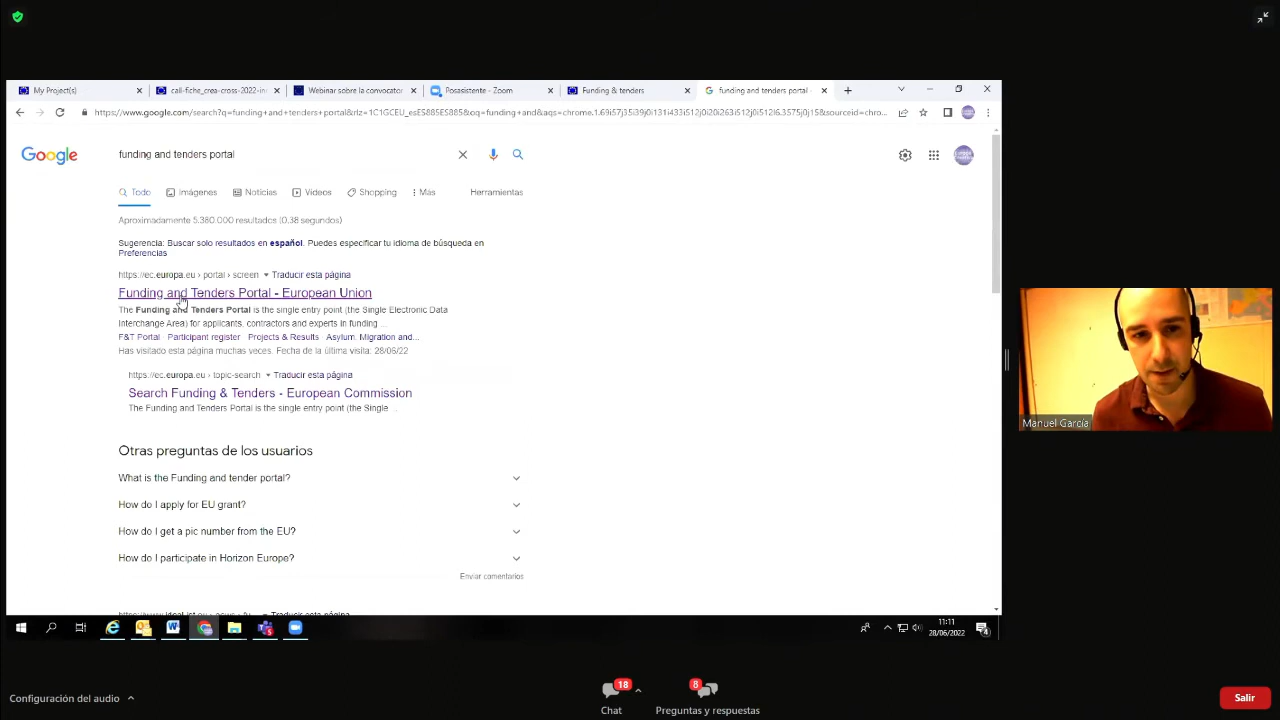 My Project(s)
call-fiche_crea-cross-2022-in
Webinar sobre la convocator
Posasistente - Zoom
Funding & tenders
funding and tenders portal
Google
funding and tenders portal
Todo
Imágenes
Noticias
Vídeos
Shopping
Más
Herramientas
Aproximadamente 5.380.000 resultados (0,38 segundos)
Sugerencia: Buscar solo resultados en español. Puedes especificar tu idioma de búsqueda en
Preferencias
https://ec.europa.eu › portal › screen Traducir esta página
Funding and Tenders Portal - European Union
The Funding and Tenders Portal is the single entry point (the Single Electronic Data
Interchange Area) for applicants, contractors and experts in funding ...
F&T Portal · Participant register · Projects & Results · Asylum, Migration and...
Has visitado esta página muchas veces. Fecha de la última visita: 28/06/22
https://ec.europa.eu › topic-search Traducir esta página
Search Funding & Tenders - European Commission
The Funding and Tenders Portal is the single entry point (the Single ...
Otras preguntas de los usuarios
What is the Funding and tender portal?
How do I apply for EU grant?
How do I get a pic number from the EU?
How do I participate in Horizon Europe?
Enviar comentarios
Manuel García
11:11
28/06/2022
4
Configuración del audio
18
Chat
8
Preguntas y respuestas
Salir